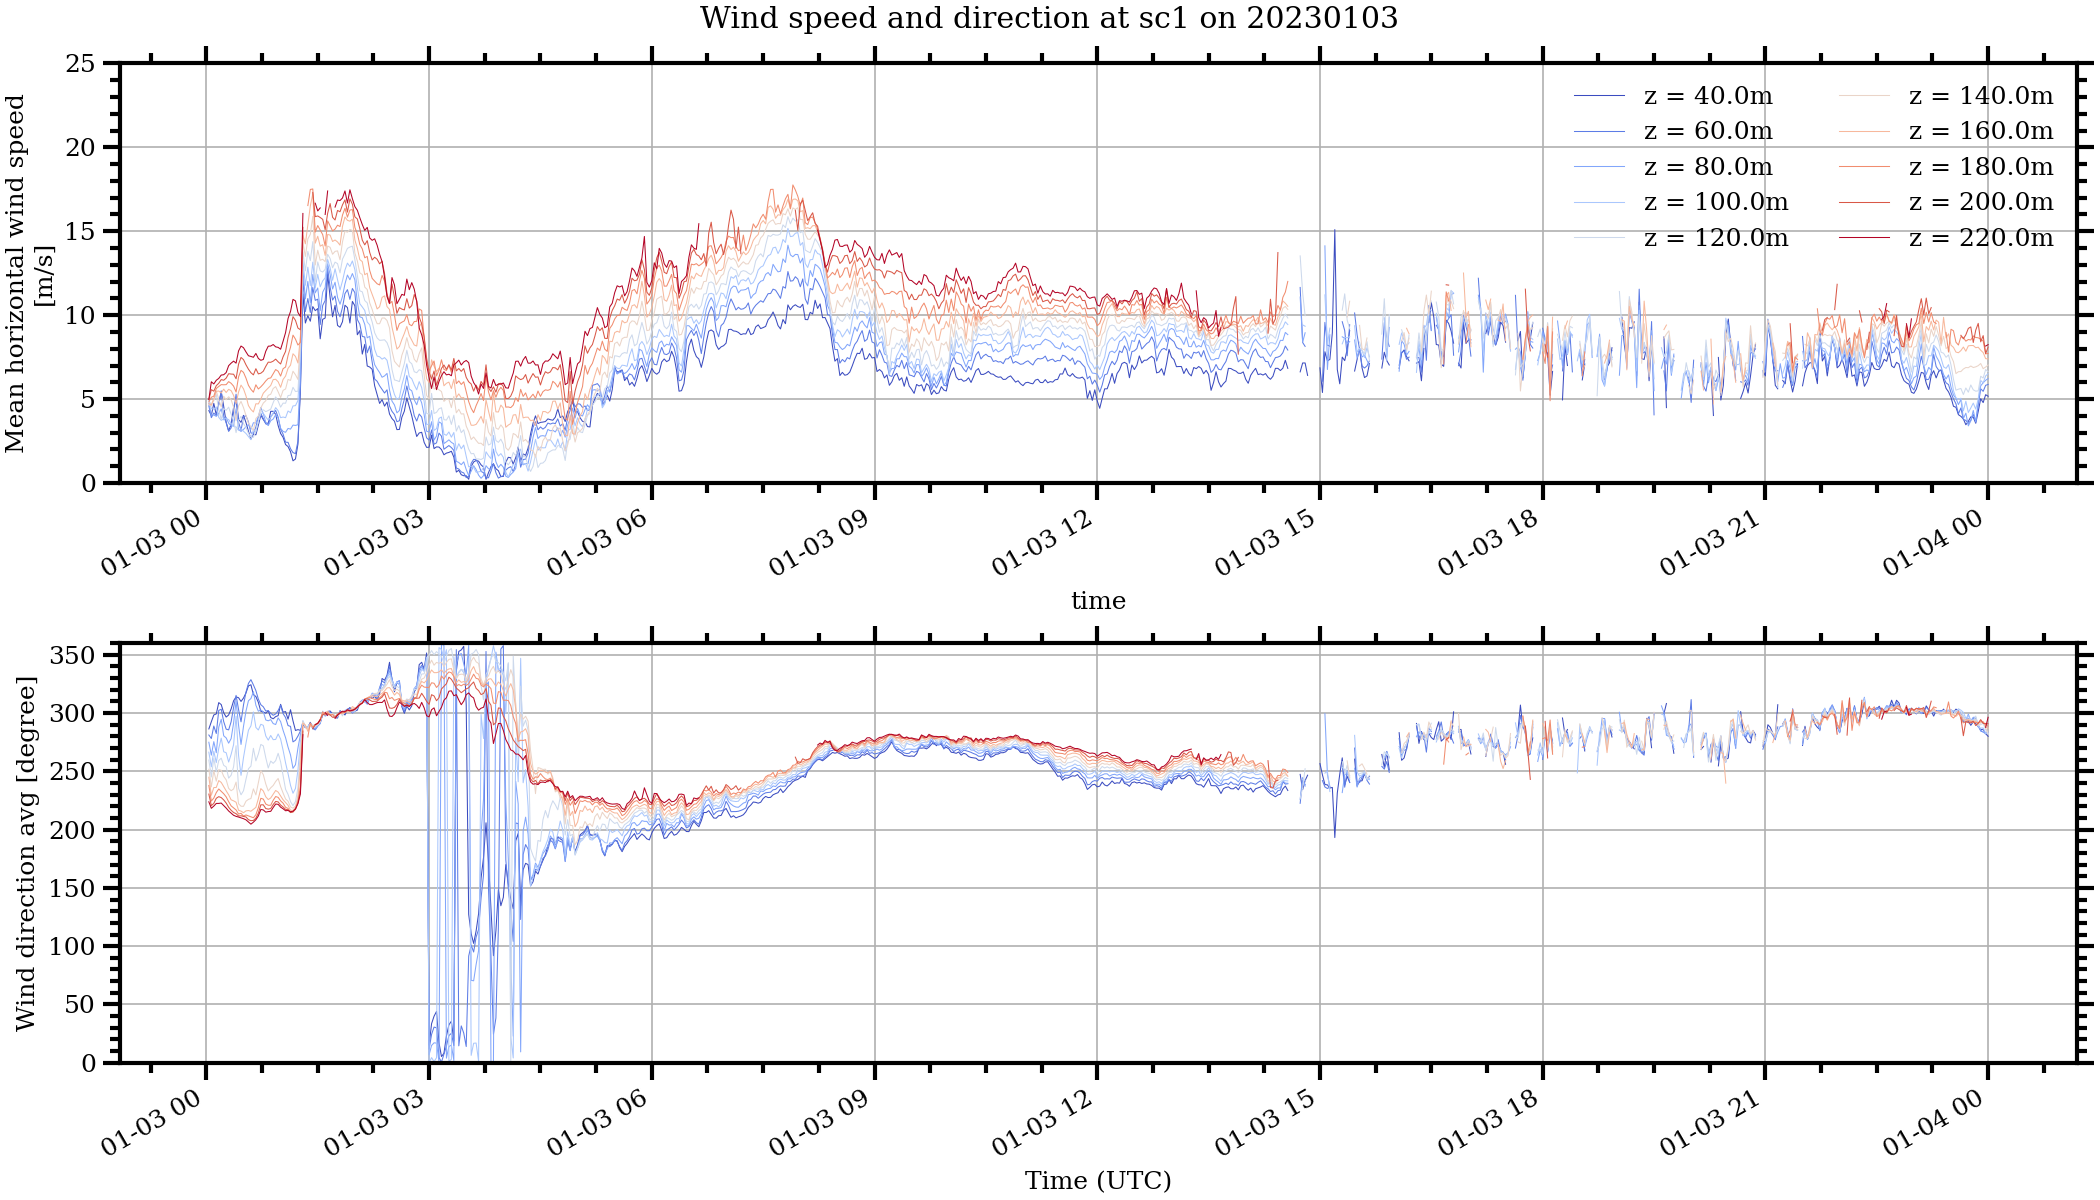 Wind speed and direction at sc1 on 20230103
Mean horizontal wind speed
[m/s]
25
20
15
10
5
0
z = 40.0m
z = 60.0m
z = 80.0m
z = 100.0m
z = 120.0m
z = 140.0m
z = 160.0m
z = 180.0m
z = 200.0m
z = 220.0m
01-03 00
01-03 03
01-03 06
01-03 09
01-03 12
01-03 15
01-03 18
01-03 21
01-04 00
time
Wind direction avg [degree]
350
300
250
200
150
100
50
0
01-03 00
01-03 03
01-03 06
01-03 09
01-03 12
01-03 15
01-03 18
01-03 21
01-04 00
Time (UTC)